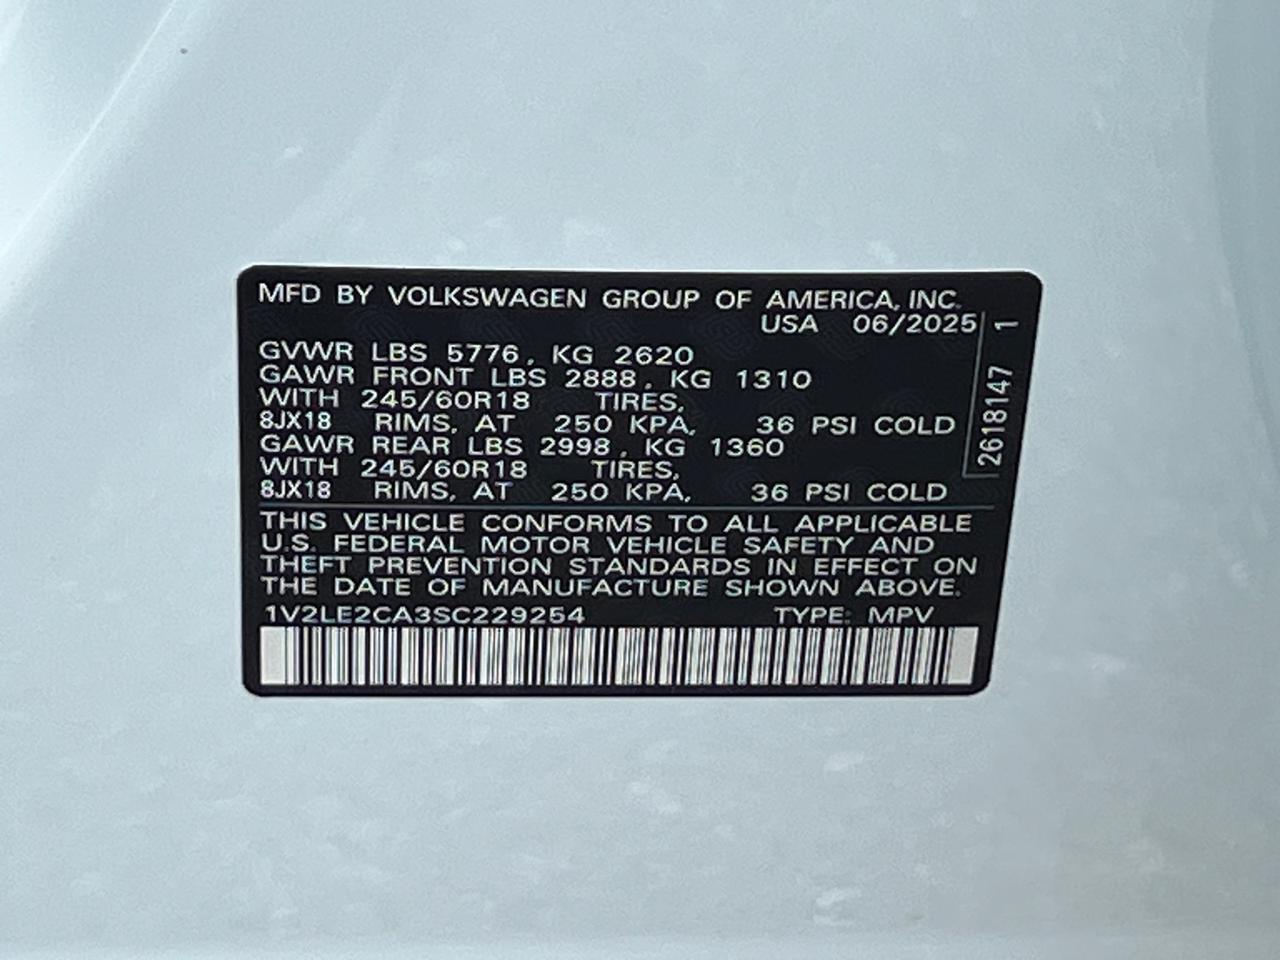 MFD BY VOLKSWAGEN GROUP OF AMERICA, INC.
USA 06/2025
GVWR LBS 5776, KG 2620
GAWR FRONT LBS 2888, KG 1310
WITH 245/60R18 TIRES,
8JX18 RIMS, AT 250 KPA, 36 PSI COLD
GAWR REAR LBS 2998, KG 1360
WITH 245/60R18 TIRES,
8JX18 RIMS, AT 250 KPA, 36 PSI COLD
2618147 1
THIS VEHICLE CONFORMS TO ALL APPLICABLE
U.S. FEDERAL MOTOR VEHICLE SAFETY AND
THEFT PREVENTION STANDARDS IN EFFECT ON
THE DATE OF MANUFACTURE SHOWN ABOVE.
1V2LE2CA3SC229254 TYPE: MPV